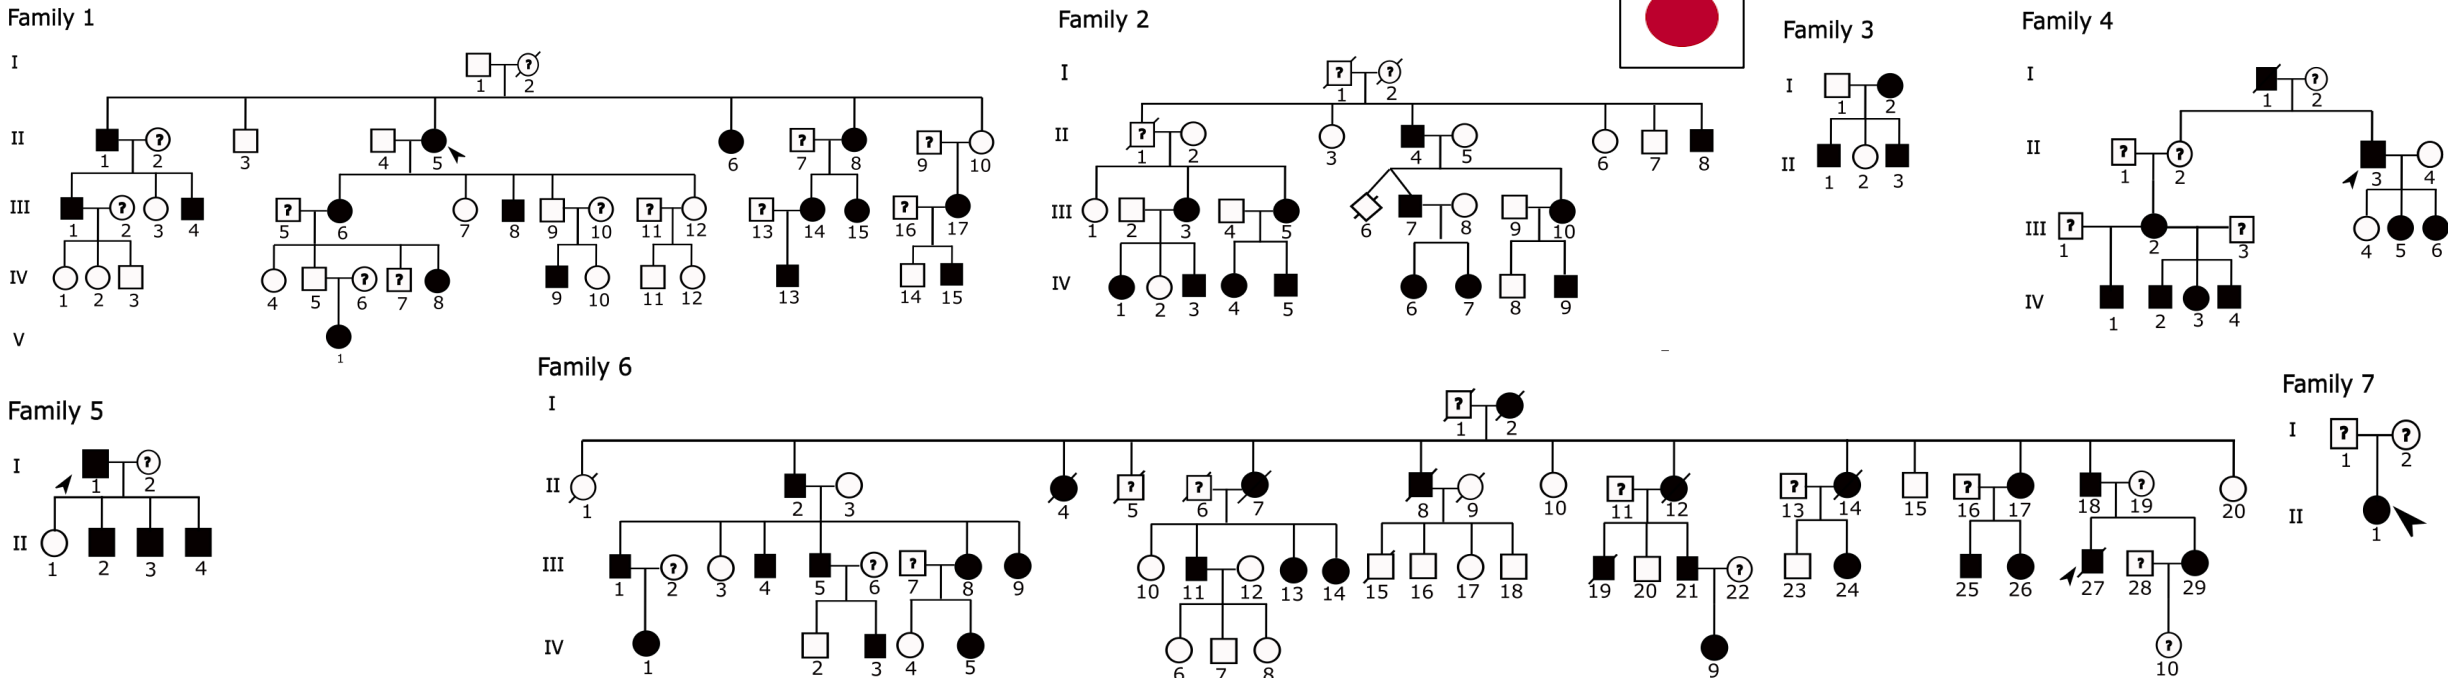 Family 1
I ?
1 2
II ? ? ?
1 2 3 4 5 6 7 8 9 10
III ? ? ? ? ? ?
1 2 3 4 5 6 7 8 9 10 11 12 13 14 15 16 17
IV ? ?
1 2 3 4 5 6 7 8 9 10 11 12 13 14 15
V
1
Family 2
I ? ?
1 2
II ?
1 2 3 4 5 6 7 8
III
1 2 3 4 5 6 7 8 9 10
IV
1 2 3 4 5 6 7 8 9
Family 3
I
1 2
II
1 2 3
Family 4
I ?
1 2
II ? ?
1 2 3 4
III ? ?
1 2 3 4 5 6
IV
1 2 3 4
Family 5
I ?
1 2
II
1 2 3 4
Family 6
I ?
1 2
II ? ? ? ? ? ?
1 2 3 4 5 6 7 8 9 10 11 12 13 14 15 16 17 18 19 20
III ? ? ? ? ?
1 2 3 4 5 6 7 8 9 10 11 12 13 14 15 16 17 18 19 20 21 22 23 24 25 26 27 28 29
IV ?
1 2 3 4 5 6 7 8 9 10
Family 7
I ? ?
1 2
II
1